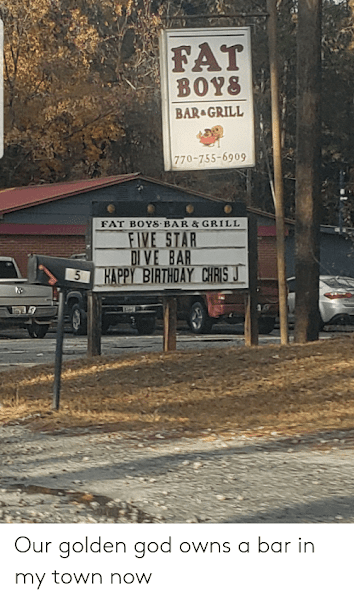 FAT
BOYS
BAR&GRILL
770-755-6909
FAT BOYS BAR & GRILL
FIVE STAR
DIVE BAR
HAPPY BIRTHDAY CHRIS J
5
Our golden god owns a bar in
my town now